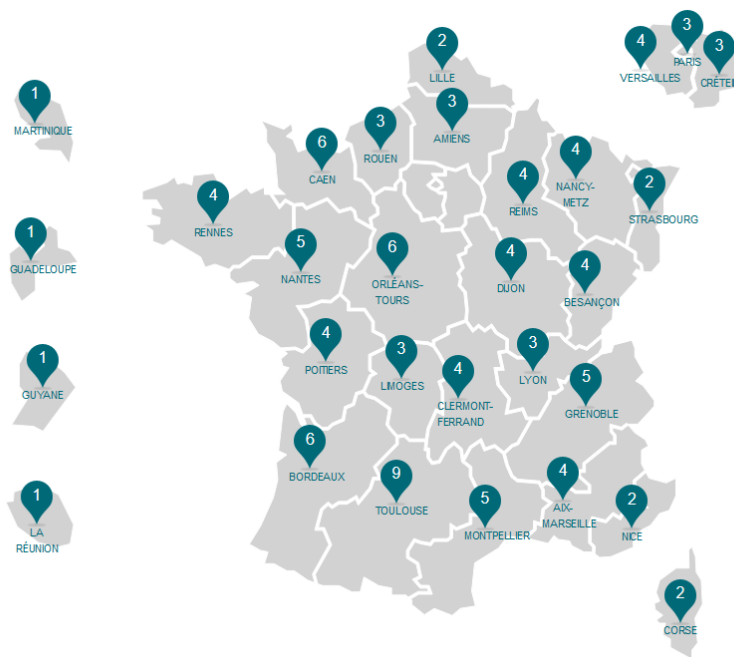 2
LILLE
4
VERSAILLES
3
PARIS
3
CRÉTEIL
1
MARTINIQUE
3
AMIENS
3
ROUEN
6
CAEN
4
NANCY-
METZ
4
REIMS
2
STRASBOURG
4
RENNES
1
GUADELOUPE
5
NANTES
6
ORLÉANS-
TOURS
4
DIJON
4
BESANÇON
4
POITIERS
3
LIMOGES
4
CLERMONT-
FERRAND
3
LYON
5
GRENOBLE
1
GUYANE
6
BORDEAUX
9
TOULOUSE
5
MONTPELLIER
4
AIX-
MARSEILLE
2
NICE
1
LA
RÉUNION
2
CORSE